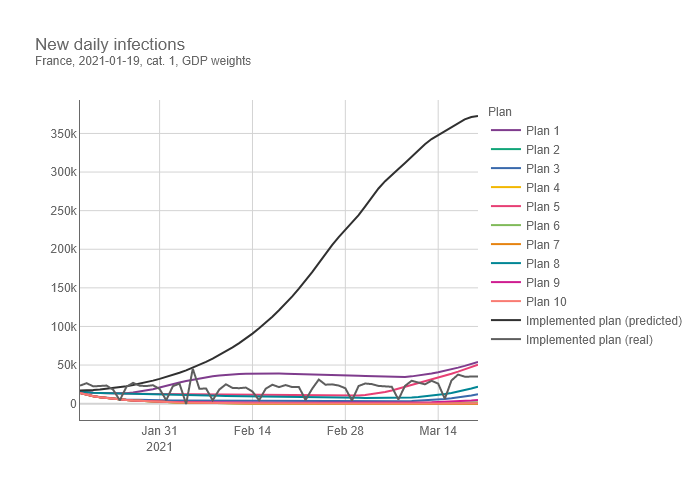 New daily infections
France, 2021-01-19, cat. 1, GDP weights
Plan
Plan 1
Plan 2
Plan 3
Plan 4
Plan 5
Plan 6
Plan 7
Plan 8
Plan 9
Plan 10
Implemented plan (predicted)
Implemented plan (real)
350k
300k
250k
200k
150k
100k
50k
0
Jan 31
2021
Feb 14
Feb 28
Mar 14